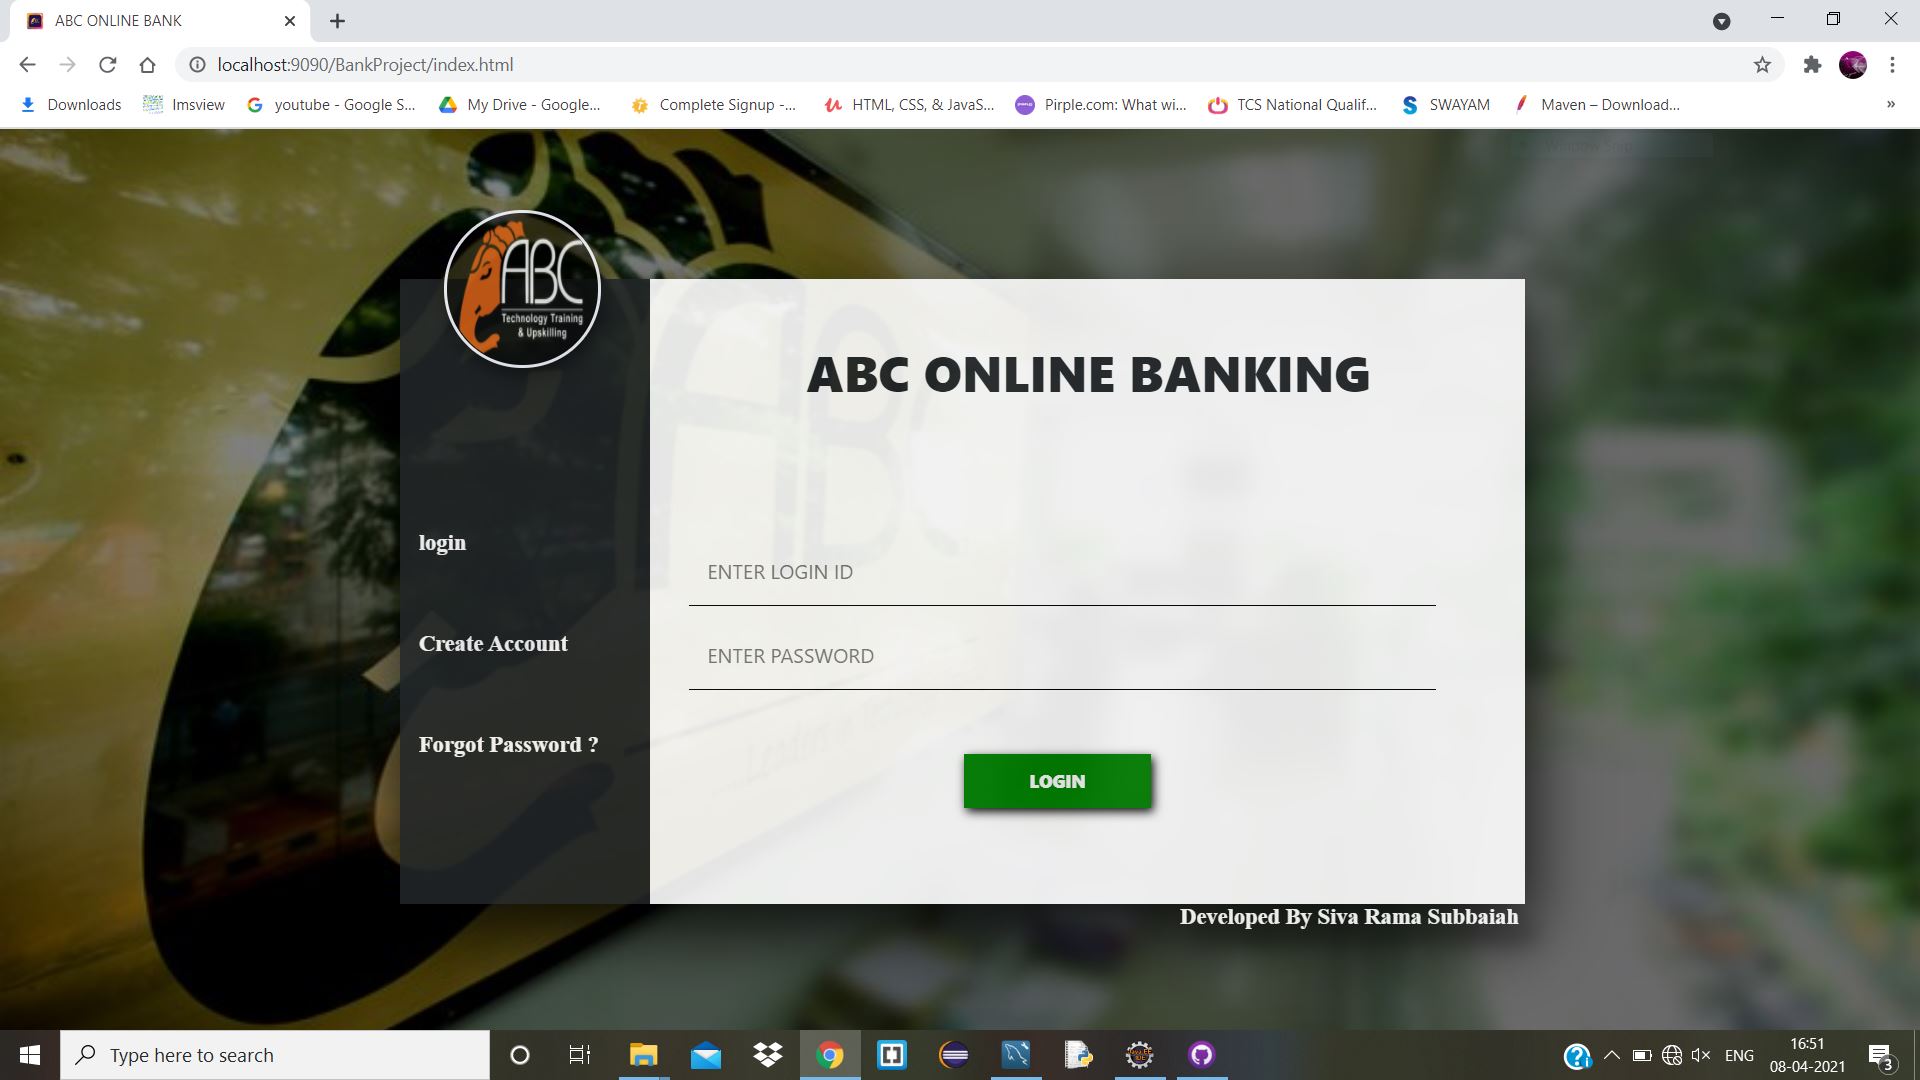 ABC ONLINE BANK
localhost:9090/BankProject/index.html
Downloads
Imsview
youtube - Google S...
My Drive - Google...
Complete Signup -...
HTML, CSS, & JavaS...
Pirple.com: What wi...
TCS National Qualif...
SWAYAM
Maven – Download...
»
Window Snip
ABC
Technology Training
& Upskilling
ABC ONLINE BANKING
login
ENTER LOGIN ID
Create Account
ENTER PASSWORD
Forgot Password ?
LOGIN
Developed By Siva Rama Subbaiah
Type here to search
ENG
16:51
08-04-2021
3